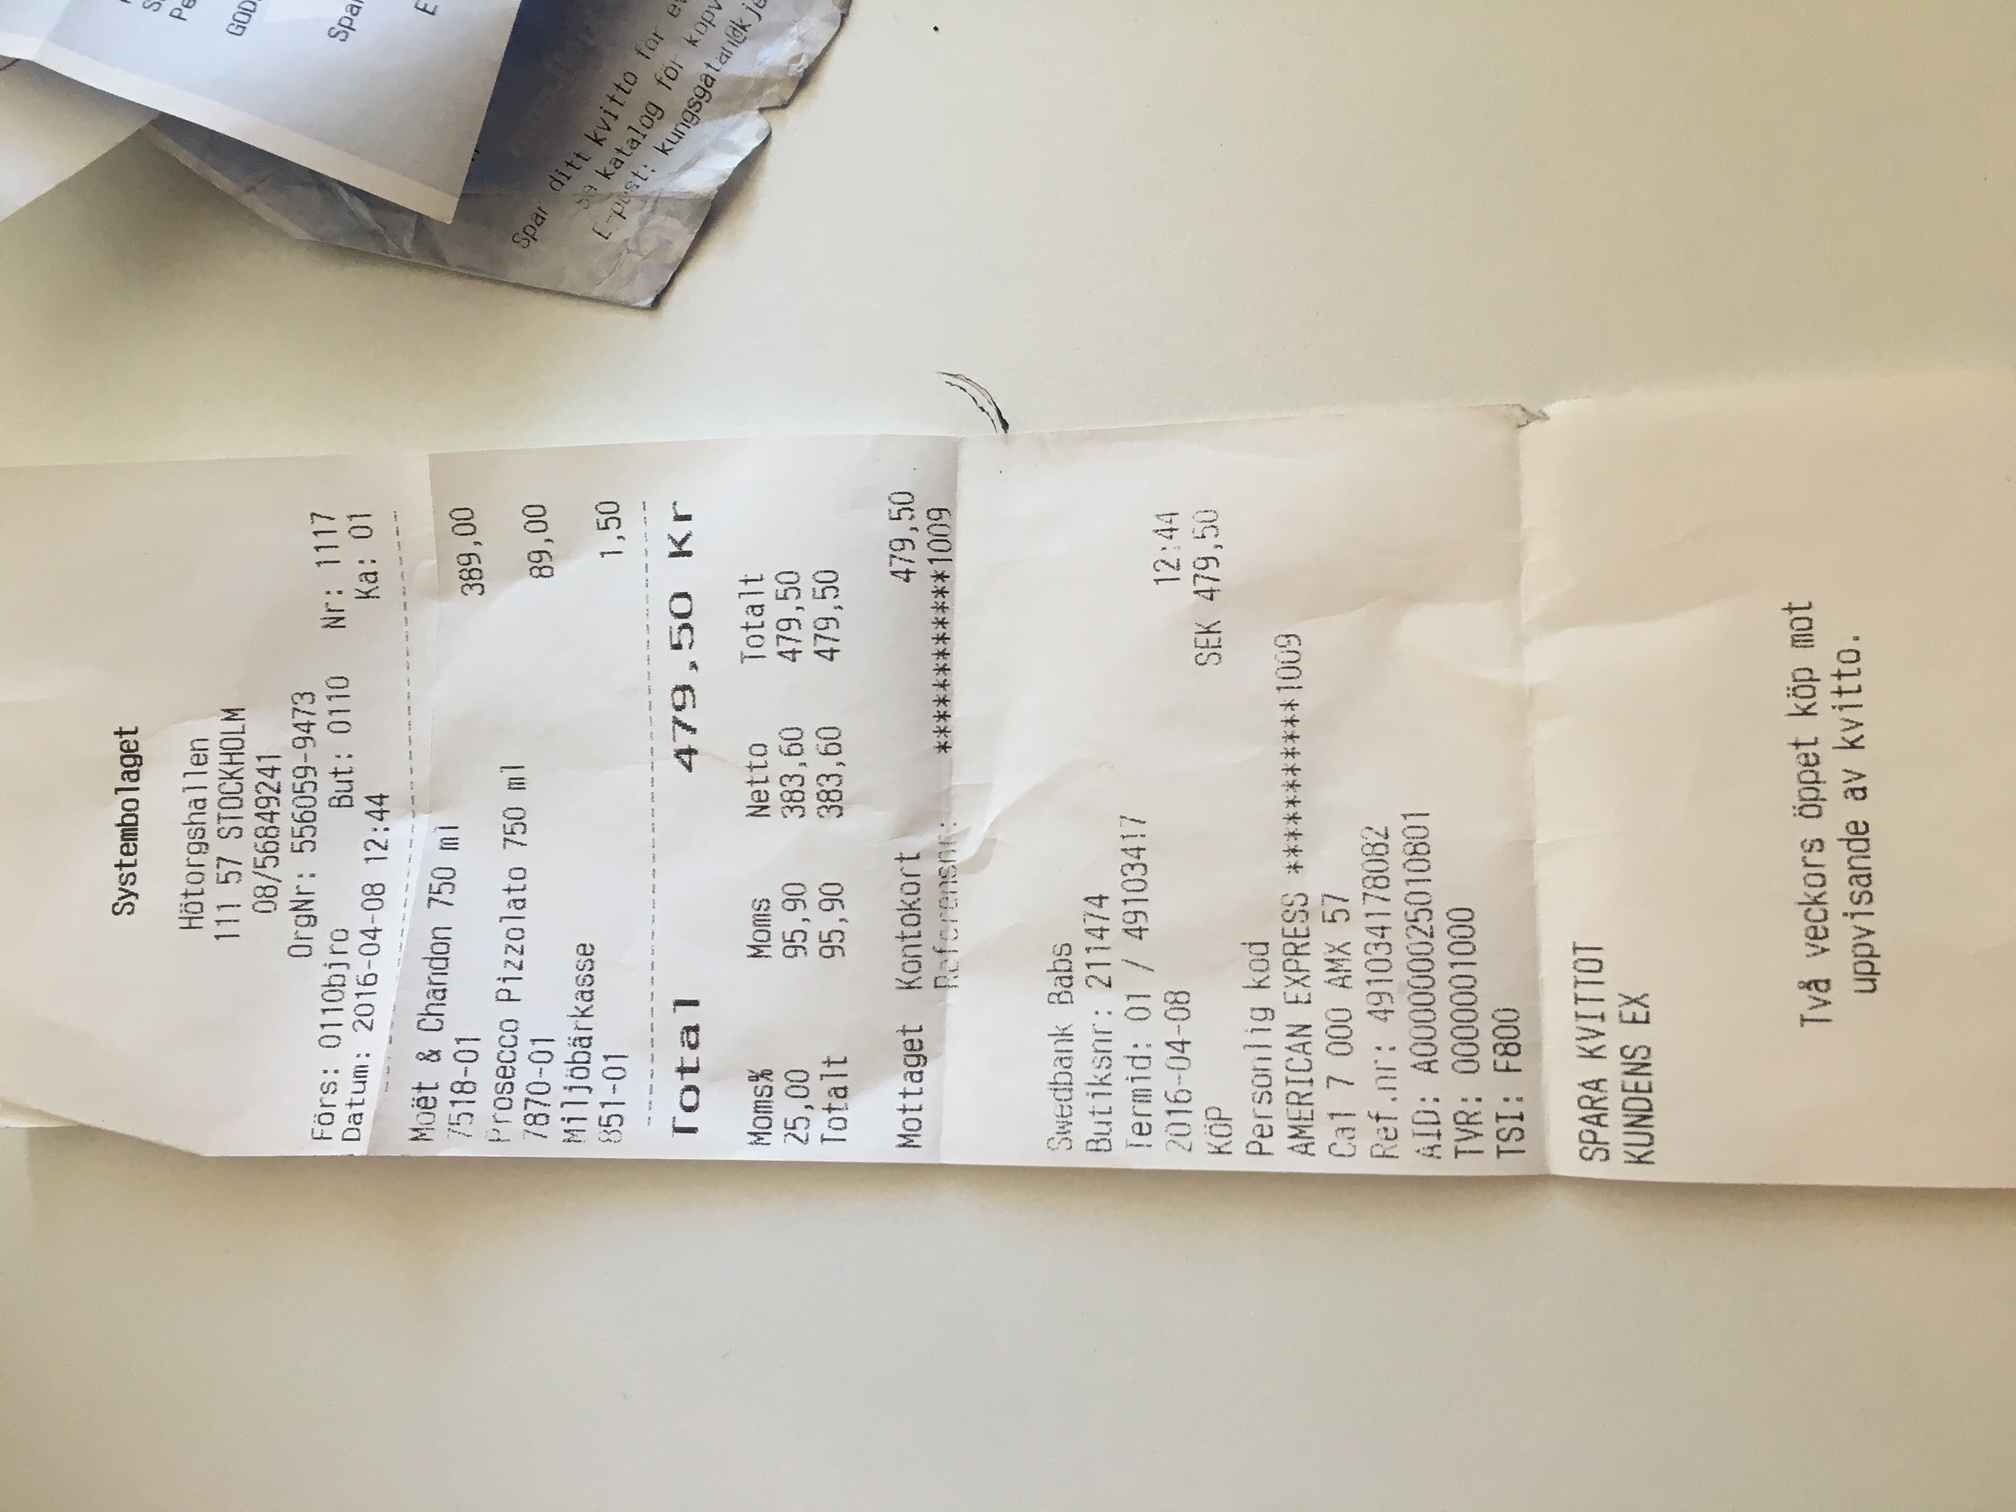 Systembolaget
Hötorgshallen
111 57 STOCKHOLM
08/56849241
OrgNr: 556059-9473
Förs: 0110bjro But: 0110 Nr: 1117
Datum: 2016-04-08 12:44 Ka: 01
Moët & Chandon 750 ml
7518-01 389,00
Prosecco Pizzolato 750 ml
7870-01 89,00
Miljöbärkasse
851-01 1,50
Total 479,50 Kr
Moms% Moms Netto Totalt
25,00 95,90 383,60 479,50
Totalt 95,90 383,60 479,50
Mottaget Kontokort 479,50
Referensnr: ************1009
Swedbank Babs
Butiksnr: 211474
Termid: 01 / 49103417
2016-04-08 12:44
KÖP SEK 479,50
Personlig kod
AMERICAN EXPRESS ***********1009
Ca1 7 000 AMX 57
Ref.nr: 491034178082
AID: A000000025010801
TVR: 0000001000
TSI: F800
SPARA KVITTOT
KUNDENS EX
Två veckors öppet köp mot
uppvisande av kvitto.
GOD
Spa
E
Spar ditt kvitto för
Se katalog för köpv
E-post: kungsgatan@kje